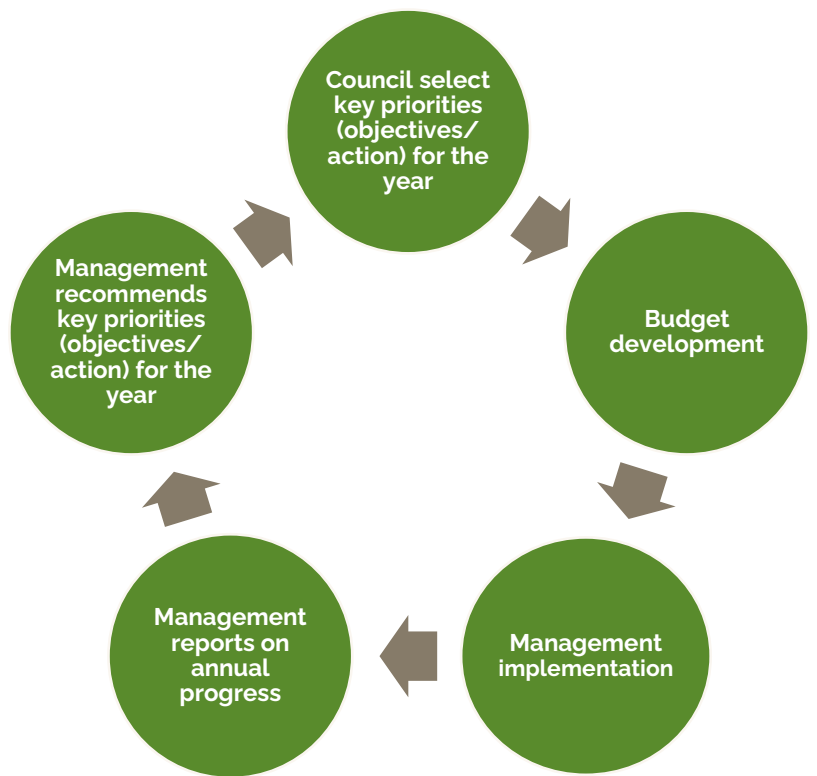 Council select
key priorities
(objectives/
action) for the
year
Budget
development
Management
implementation
Management
reports on
annual
progress
Management
recommends
key priorities
(objectives/
action) for the
year